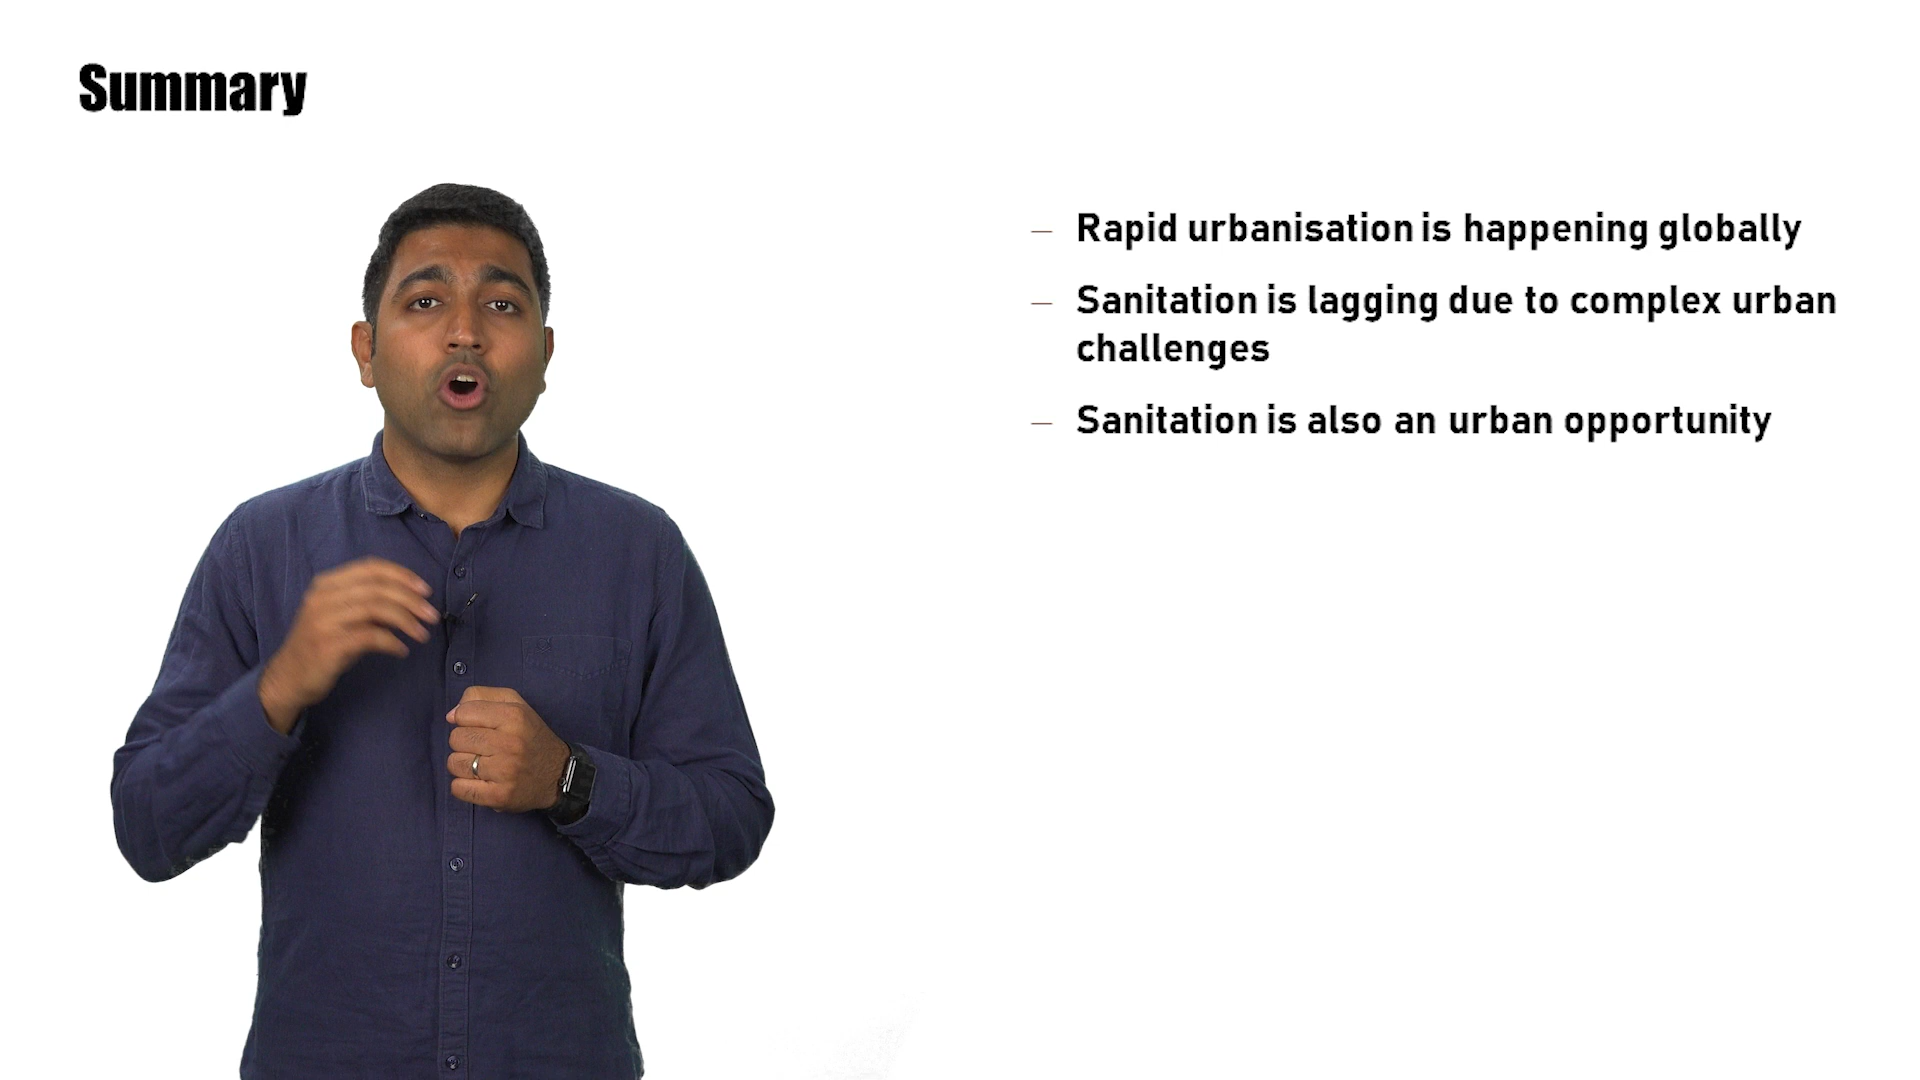 Summary
– Rapid urbanisation is happening globally
– Sanitation is lagging due to complex urban
challenges
– Sanitation is also an urban opportunity